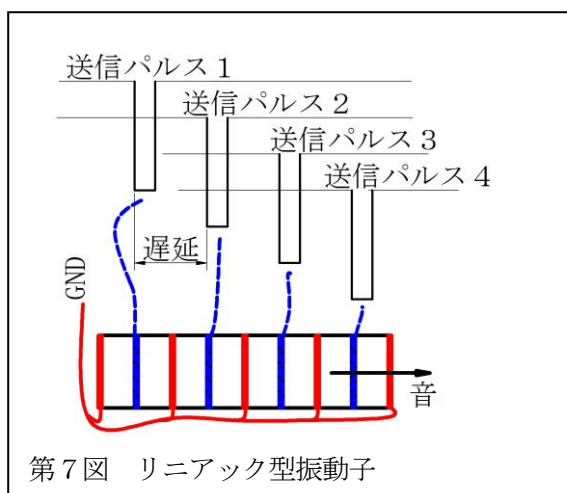 送信パルス1
送信パルス2
送信パルス3
送信パルス4
遅延
GND
音
第7図 リニアック型振動子